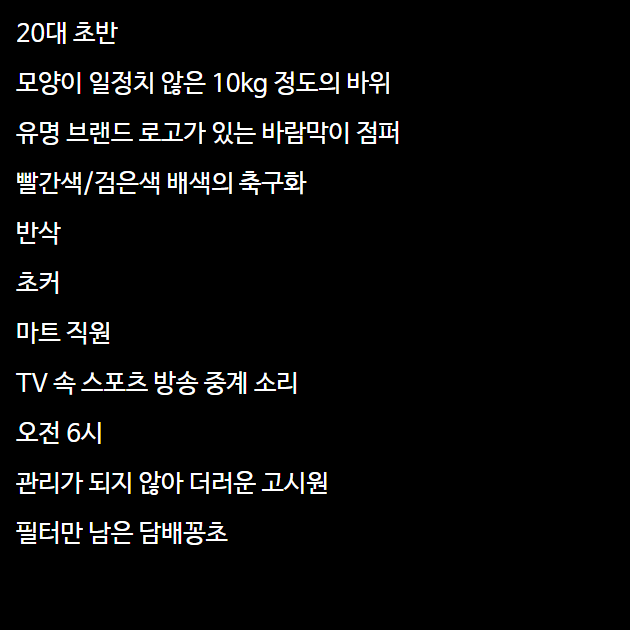 20대 초반
모양이 일정치 않은 10kg 정도의 바위
유명 브랜드 로고가 있는 바람막이 점퍼
빨간색/검은색 배색의 축구화
반삭
초커
마트 직원
TV 속 스포츠 방송 중계 소리
오전 6시
관리가 되지 않아 더러운 고시원
필터만 남은 담배꽁초